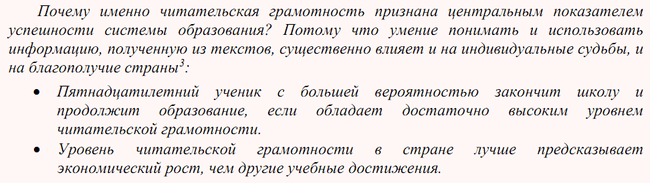 Почему именно читательская грамотность признана центральным показателем
успешности системы образования? Потому что умение понимать и использовать
информацию, полученную из текстов, существенно влияет и на индивидуальные судьбы, и
на благополучие страны³:
• Пятнадцатилетний ученик с большей вероятностью закончит школу и
продолжит образование, если обладает достаточно высоким уровнем
читательской грамотности.
• Уровень читательской грамотности в стране лучше предсказывает
экономический рост, чем другие учебные достижения.